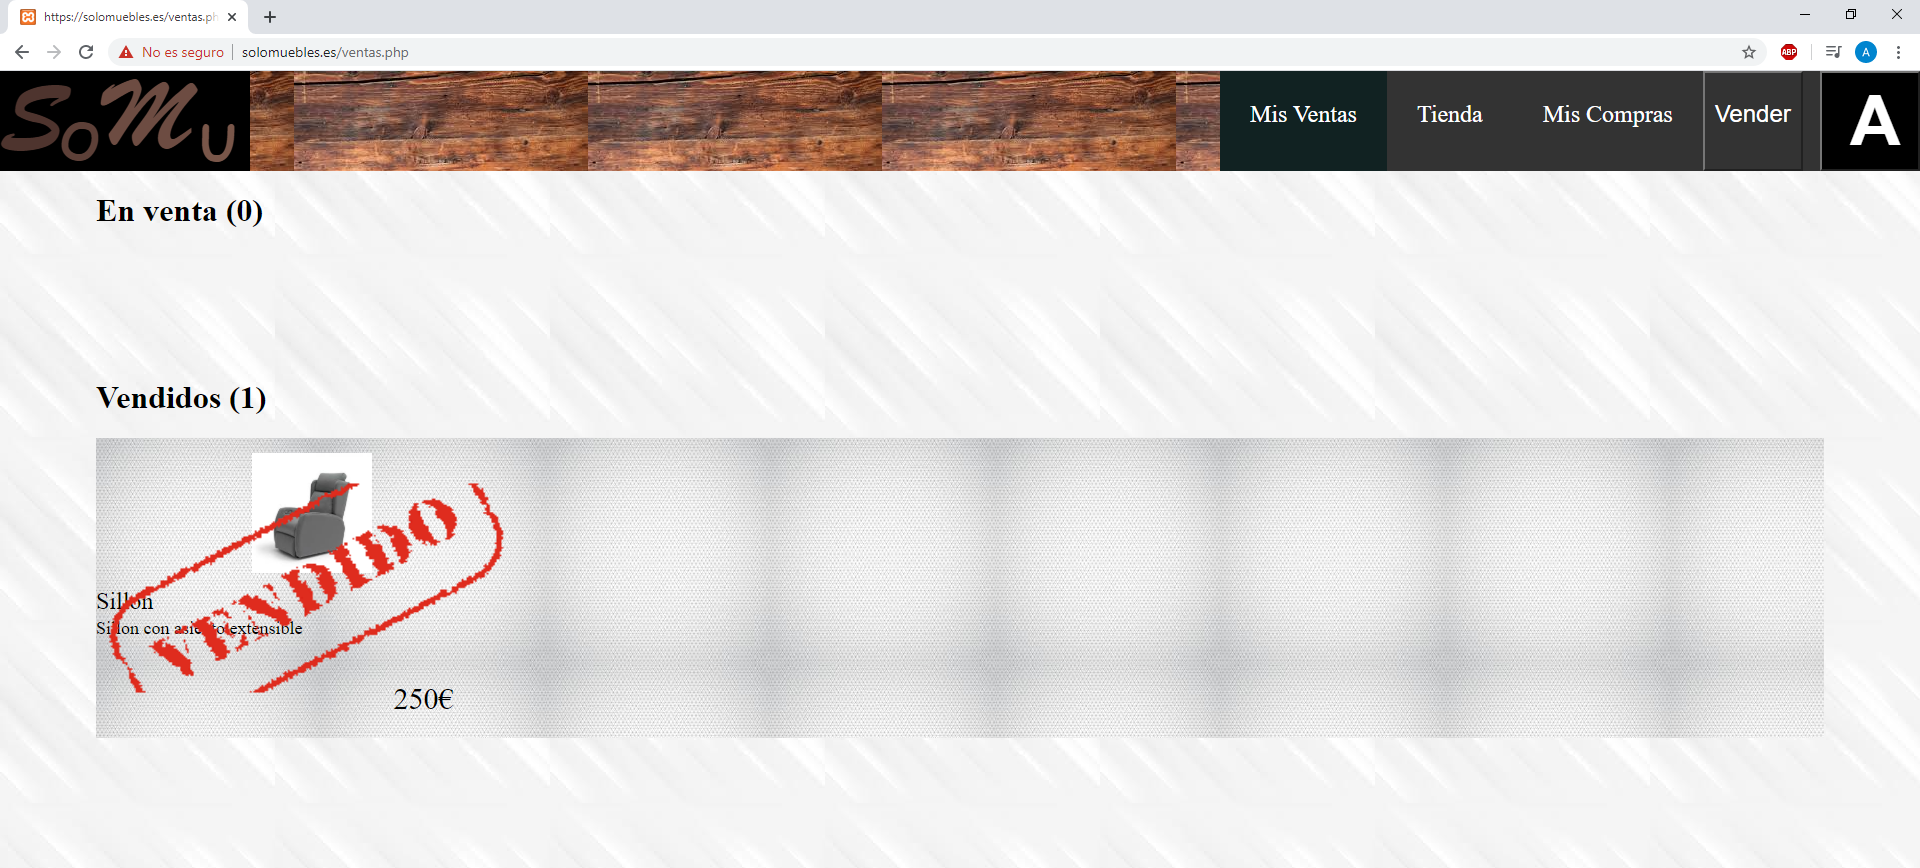 https://solomuebles.es/ventas.ph
No es seguro
solomuebles.es/ventas.php
ABP
A
SoMu
Mis Ventas
Tienda
Mis Compras
Vender
A
En venta (0)
Vendidos (1)
VENDIDO
Sillon
Sillon con asiento extensible
250€